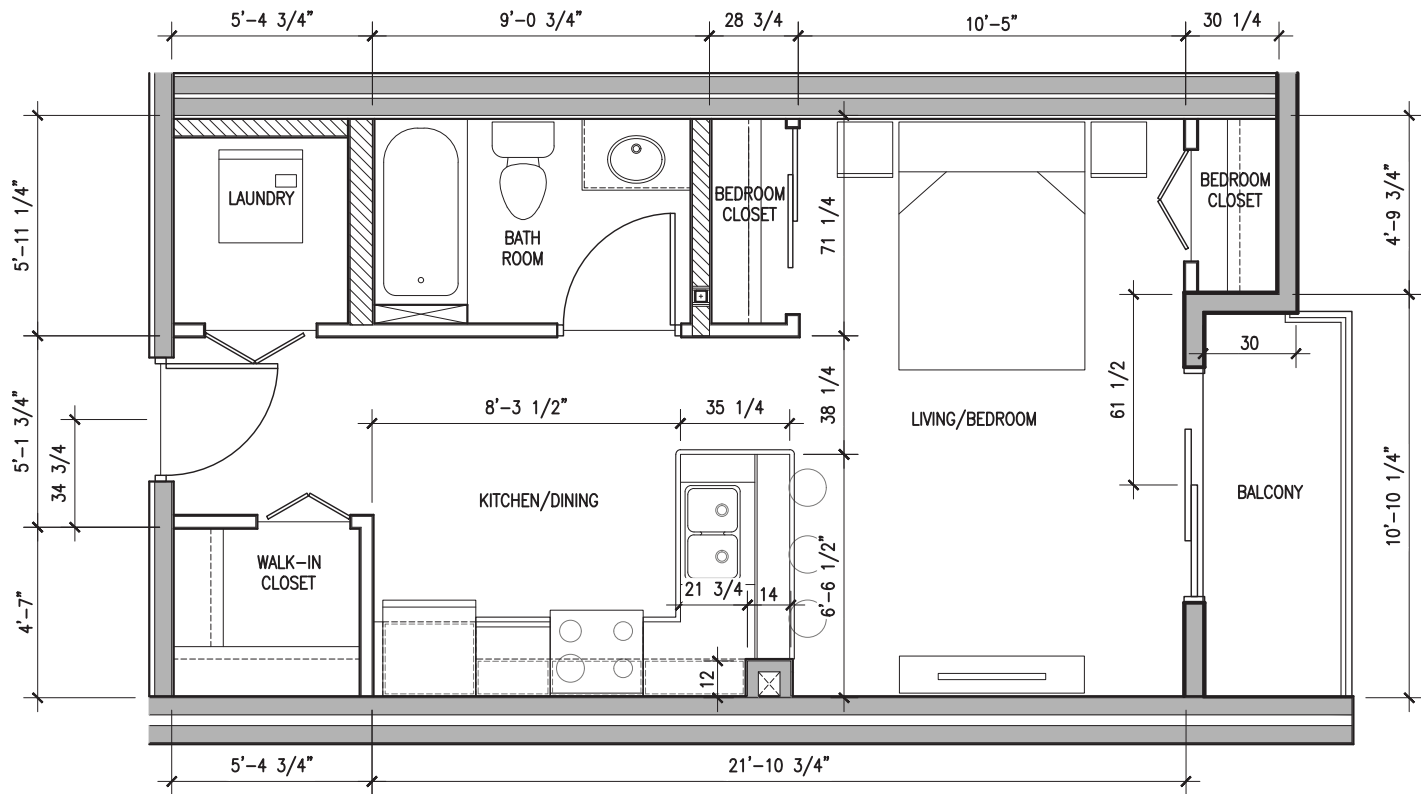 5'-4 3/4"
9'-0 3/4"
28 3/4
10'-5"
30 1/4
5'-11 1/4"
LAUNDRY
BATH
ROOM
BEDROOM
CLOSET
71 1/4
BEDROOM
CLOSET
4'-9 3/4"
5'-1 3/4"
34 3/4
8'-3 1/2"
35 1/4
38 1/4
LIVING/BEDROOM
61 1/2
30
KITCHEN/DINING
BALCONY
10'-10 1/4"
WALK-IN
CLOSET
4'-7"
21 3/4
14
6'-6 1/2"
12
5'-4 3/4"
21'-10 3/4"